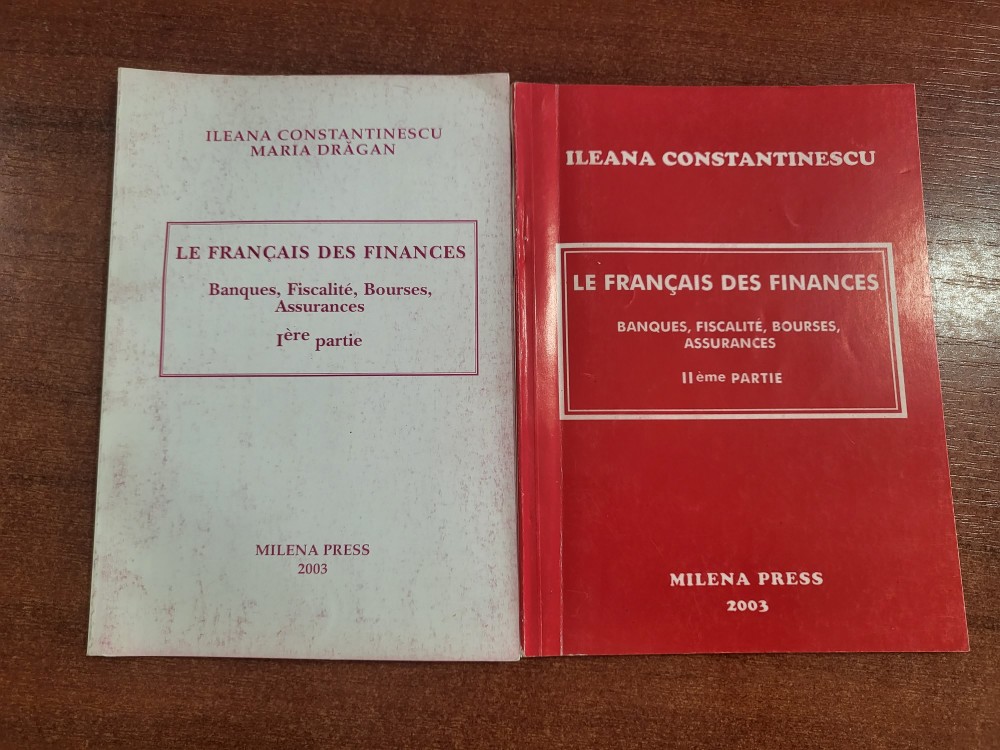 ILEANA CONSTANTINESCU
MARIA DRĂGAN
LE FRANÇAIS DES FINANCES
Banques, Fiscalité, Bourses,
Assurances
Ière partie
MILENA PRESS
2003
ILEANA CONSTANTINESCU
LE FRANÇAIS DES FINANCES
BANQUES, FISCALITÉ, BOURSES,
ASSURANCES
IIème PARTIE
MILENA PRESS
2003